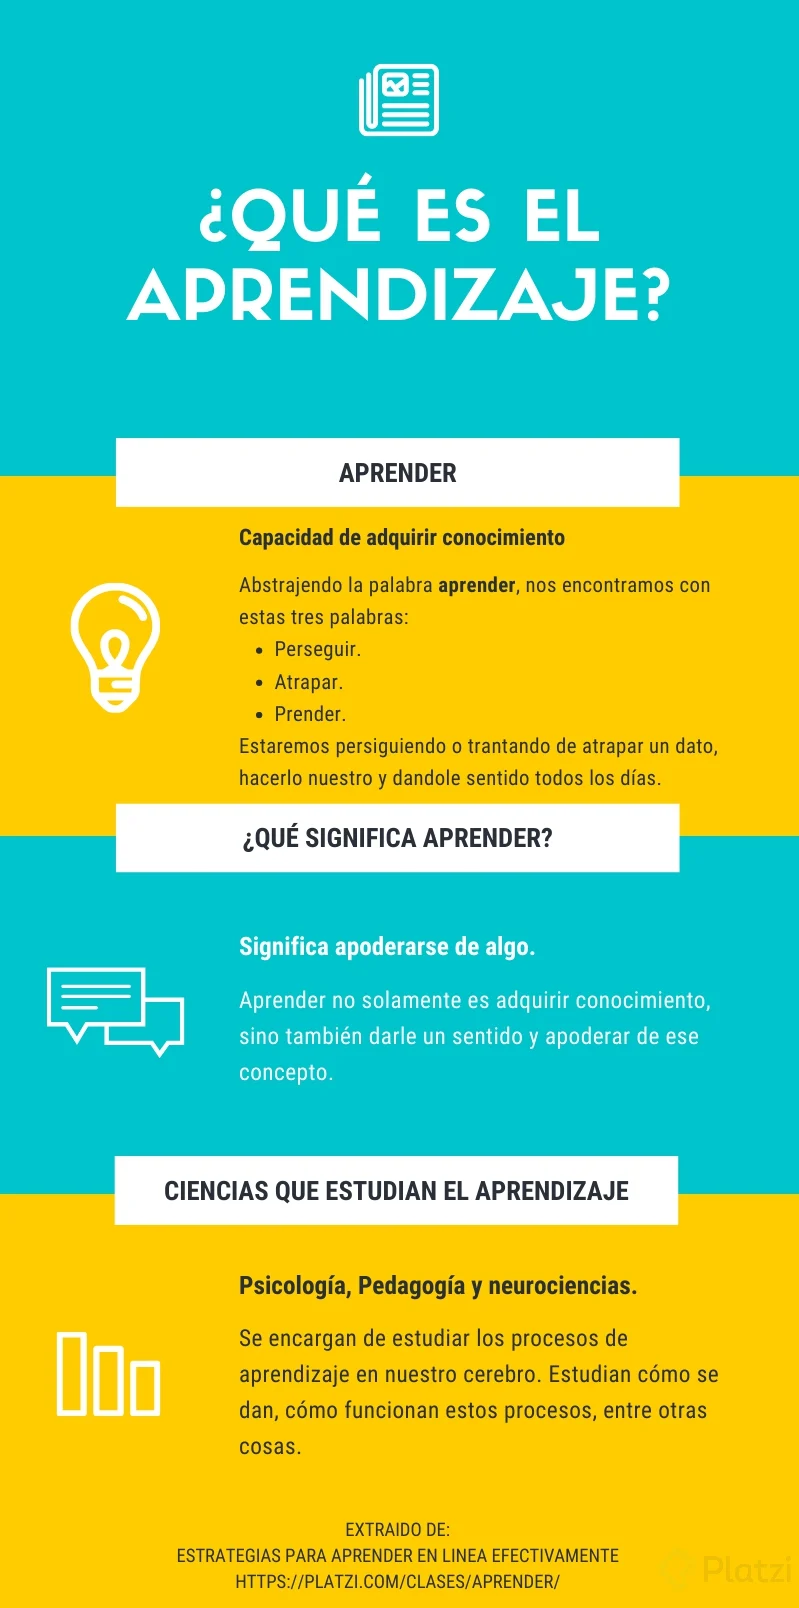 ¿QUÉ ES EL
APRENDIZAJE?
APRENDER
Capacidad de adquirir conocimiento
Abstrajendo la palabra aprender, nos encontramos con
estas tres palabras:
• Perseguir.
• Atrapar.
• Prender.
Estaremos persiguiendo o trantando de atrapar un dato,
hacerlo nuestro y dandole sentido todos los días.
¿QUÉ SIGNIFICA APRENDER?
Significa apoderarse de algo.
Aprender no solamente es adquirir conocimiento,
sino también darle un sentido y apoderar de ese
concepto.
CIENCIAS QUE ESTUDIAN EL APRENDIZAJE
Psicología, Pedagogía y neurociencias.
Se encargan de estudiar los procesos de
aprendizaje en nuestro cerebro. Estudian cómo se
dan, cómo funcionan estos procesos, entre otras
cosas.
EXTRAIDO DE:
ESTRATEGIAS PARA APRENDER EN LINEA EFECTIVAMENTE
HTTPS://PLATZI.COM/CLASES/APRENDER/
Platzi